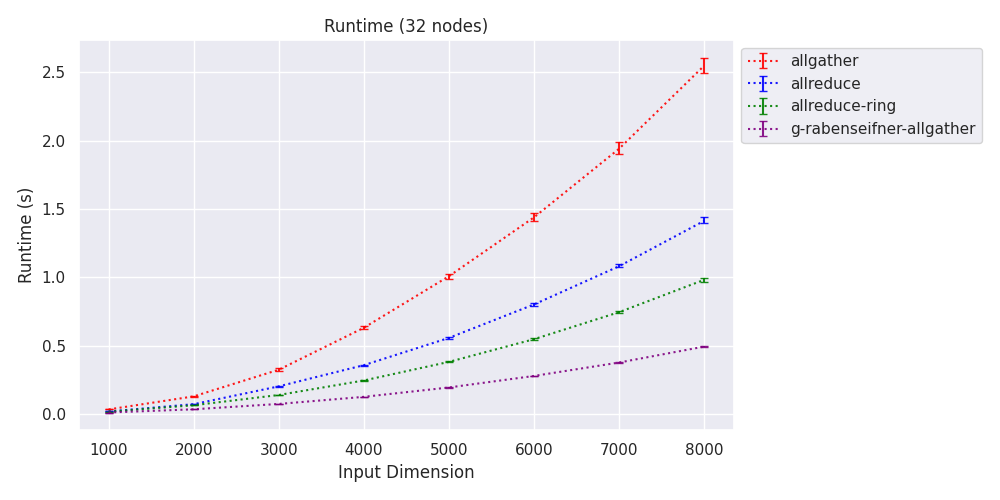 Runtime (32 nodes)
Runtime (s)
2.5
2.0
1.5
1.0
0.5
0.0
1000 2000 3000 4000 5000 6000 7000 8000
Input Dimension
allgather
allreduce
allreduce-ring
g-rabenseifner-allgather